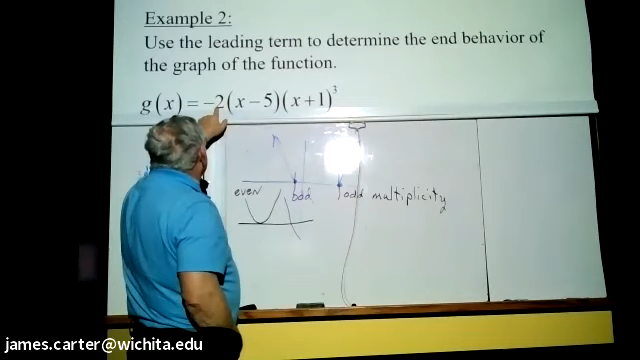 Example 2:
Use the leading term to determine the end behavior of
the graph of the function.
g(x) = −2(x−5)(x+1)³
even odd odd multiplicity
james.carter@wichita.edu